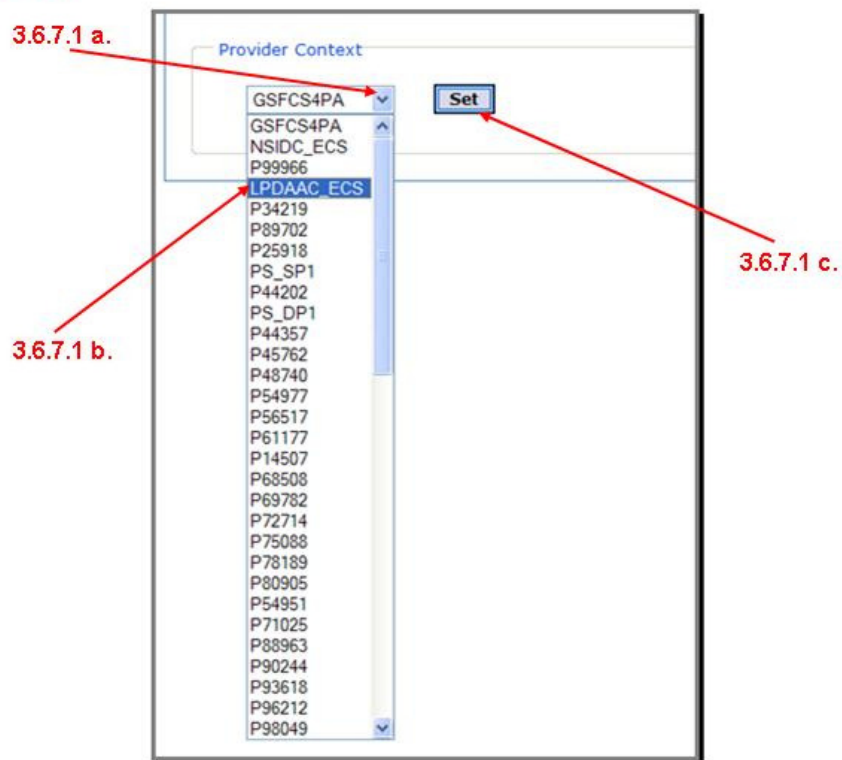 3.6.7.1 a.
Provider Context
GSFCS4PA
Set
GSFCS4PA
NSIDC_ECS
P99966
LPDAAC_ECS
P34219
P89702
P25918
PS_SP1
P44202
PS_DP1
P44357
P45762
P48740
P54977
P56517
P61177
P14507
P68508
P69782
P72714
P75088
P78189
P80905
P54951
P71025
P88963
P90244
P93618
P96212
P98049
3.6.7.1 c.
3.6.7.1 b.